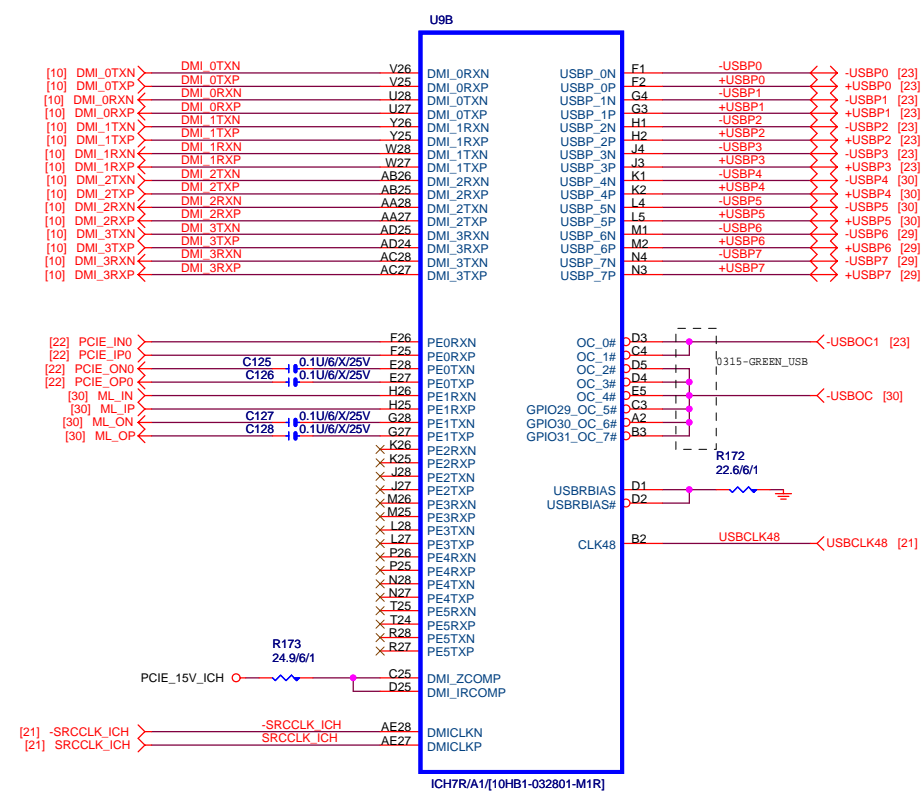 U9B
[10] DMI_0TXN DMI_0TXN V26 DMI_0RXN USBP_0N F1 -USBP0 -USBP0 [23]
[10] DMI_0TXP DMI_0TXP V25 DMI_0RXP USBP_0P F2 +USBP0 +USBP0 [23]
[10] DMI_0RXN DMI_0RXN U28 DMI_0TXN USBP_1N G4 -USBP1 -USBP1 [23]
[10] DMI_0RXP DMI_0RXP U27 DMI_0TXP USBP_1P G3 +USBP1 +USBP1 [23]
[10] DMI_1TXN DMI_1TXN Y26 DMI_1RXN USBP_2N H1 -USBP2 -USBP2 [23]
[10] DMI_1TXP DMI_1TXP Y25 DMI_1RXP USBP_2P H2 +USBP2 +USBP2 [23]
[10] DMI_1RXN DMI_1RXN W28 DMI_1TXN USBP_3N J4 -USBP3 -USBP3 [23]
[10] DMI_1RXP DMI_1RXP W27 DMI_1TXP USBP_3P J3 +USBP3 +USBP3 [23]
[10] DMI_2TXN DMI_2TXN AB26 DMI_2RXN USBP_4N K1 -USBP4 -USBP4 [30]
[10] DMI_2TXP DMI_2TXP AB25 DMI_2RXP USBP_4P K2 +USBP4 +USBP4 [30]
[10] DMI_2RXN DMI_2RXN AA28 DMI_2TXN USBP_5N L4 -USBP5 -USBP5 [30]
[10] DMI_2RXP DMI_2RXP AA27 DMI_2TXP USBP_5P L5 +USBP5 +USBP5 [30]
[10] DMI_3TXN DMI_3TXN AD25 DMI_3RXN USBP_6N M1 -USBP6 -USBP6 [29]
[10] DMI_3TXP DMI_3TXP AD24 DMI_3RXP USBP_6P M2 +USBP6 +USBP6 [29]
[10] DMI_3RXN DMI_3RXN AC28 DMI_3TXN USBP_7N N4 -USBP7 -USBP7 [29]
[10] DMI_3RXP DMI_3RXP AC27 DMI_3TXP USBP_7P N3 +USBP7 +USBP7 [29]
[22] PCIE_IN0 F26 PE0RXN OC_0# D3 -USBOC1 [23]
[22] PCIE_IP0 F25 PE0RXP OC_1# C4 0315-GREEN_USB
[22] PCIE_ON0 C125 0.1U/6/X/25V E28 PE0TXN OC_2# D5
[22] PCIE_OP0 C126 0.1U/6/X/25V E27 PE0TXP OC_3# D4
[30] ML_IN H26 PE1RXN OC_4# E5 -USBOC [30]
[30] ML_IP H25 PE1RXP GPIO29_OC_5# C3
[30] ML_ON C127 0.1U/6/X/25V G28 PE1TXN GPIO30_OC_6# A2
[30] ML_OP C128 0.1U/6/X/25V G27 PE1TXP GPIO31_OC_7# B3
K26 PE2RXN
K25 PE2RXP
J28 PE2TXN
J27 PE2TXP USBRBIAS D1 R172 22.6/6/1
M26 PE3RXN USBRBIAS# D2
M25 PE3RXP
L28 PE3TXN
L27 PE3TXP CLK48 B2 USBCLK48 USBCLK48 [21]
P26 PE4RXN
P25 PE4RXP
N28 PE4TXN
N27 PE4TXP
T25 PE5RXN
T24 PE5RXP
R28 PE5TXN
R27 PE5TXP
R173
24.9/6/1
PCIE_15V_ICH C25 DMI_ZCOMP
D25 DMI_IRCOMP
[21] -SRCCLK_ICH -SRCCLK_ICH AE28 DMICLKN
[21] SRCCLK_ICH SRCCLK_ICH AE27 DMICLKP
ICH7R/A1/[10HB1-032801-M1R]